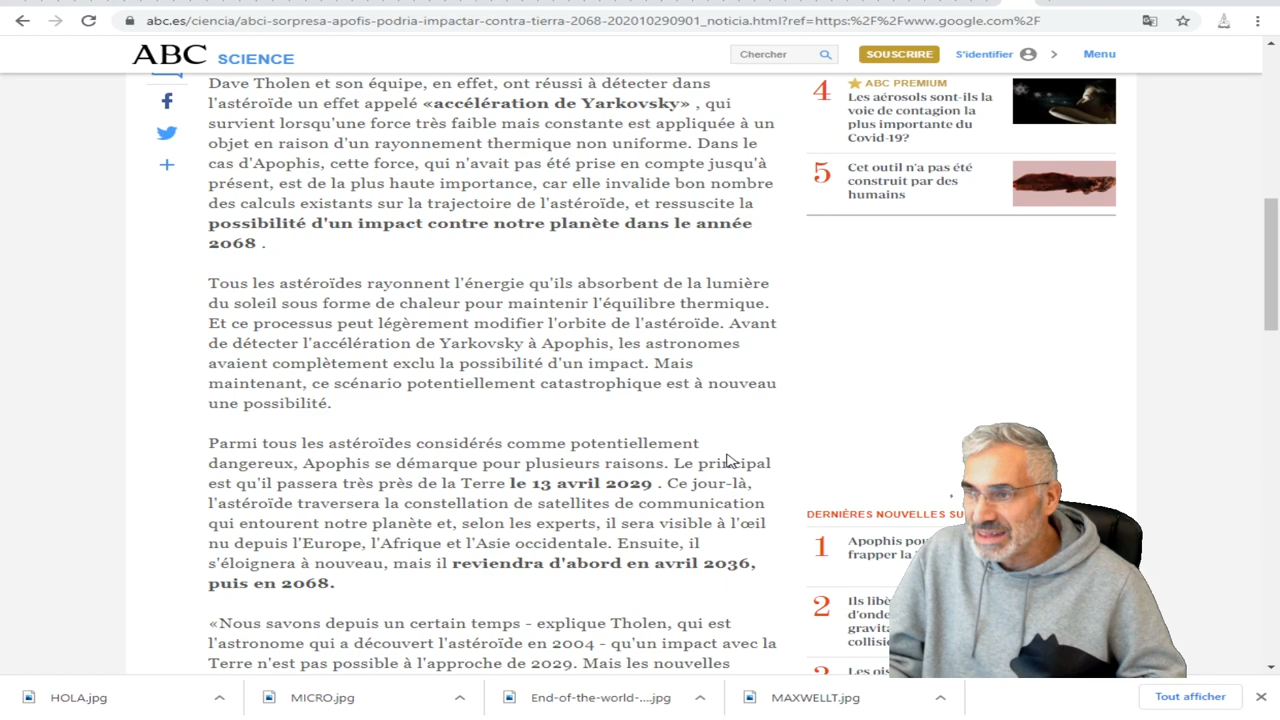 abc.es/ciencia/abci-sorpresa-apofis-podria-impactar-contra-tierra-2068-202010290901_noticia.html?ref=https:%2F%2Fwww.google.com%2F
ABC SCIENCE
Chercher
SOUSCRIRE
S'identifier
Menu
Dave Tholen et son équipe, en effet, ont réussi à détecter dans
l'astéroïde un effet appelé «accélération de Yarkovsky» , qui
survient lorsqu'une force très faible mais constante est appliquée à un
objet en raison d'un rayonnement thermique non uniforme. Dans le
cas d'Apophis, cette force, qui n'avait pas été prise en compte jusqu'à
présent, est de la plus haute importance, car elle invalide bon nombre
des calculs existants sur la trajectoire de l'astéroïde, et ressuscite la
possibilité d'un impact contre notre planète dans le année
2068 .
Tous les astéroïdes rayonnent l'énergie qu'ils absorbent de la lumière
du soleil sous forme de chaleur pour maintenir l'équilibre thermique.
Et ce processus peut légèrement modifier l'orbite de l'astéroïde. Avant
de détecter l'accélération de Yarkovsky à Apophis, les astronomes
avaient complètement exclu la possibilité d'un impact. Mais
maintenant, ce scénario potentiellement catastrophique est à nouveau
une possibilité.
Parmi tous les astéroïdes considérés comme potentiellement
dangereux, Apophis se démarque pour plusieurs raisons. Le principal
est qu'il passera très près de la Terre le 13 avril 2029 . Ce jour-là,
l'astéroïde traversera la constellation de satellites de communication
qui entourent notre planète et, selon les experts, il sera visible à l'œil
nu depuis l'Europe, l'Afrique et l'Asie occidentale. Ensuite, il
s'éloignera à nouveau, mais il reviendra d'abord en avril 2036,
puis en 2068.
«Nous savons depuis un certain temps - explique Tholen, qui est
l'astronome qui a découvert l'astéroïde en 2004 - qu'un impact avec la
Terre n'est pas possible à l'approche de 2029. Mais les nouvelles
4
ABC PREMIUM
Les aérosols sont-ils la
voie de contagion la
plus importante du
Covid-19?
5
Cet outil n'a pas été
construit par des
humains
DERNIÈRES NOUVELLES SU
1
Apophis pou
frapper la
2
Ils libè
d'onde
gravita
collisio
Les ois
HOLA.jpg
MICRO.jpg
End-of-the-world-....jpg
MAXWELLT.jpg
Tout afficher